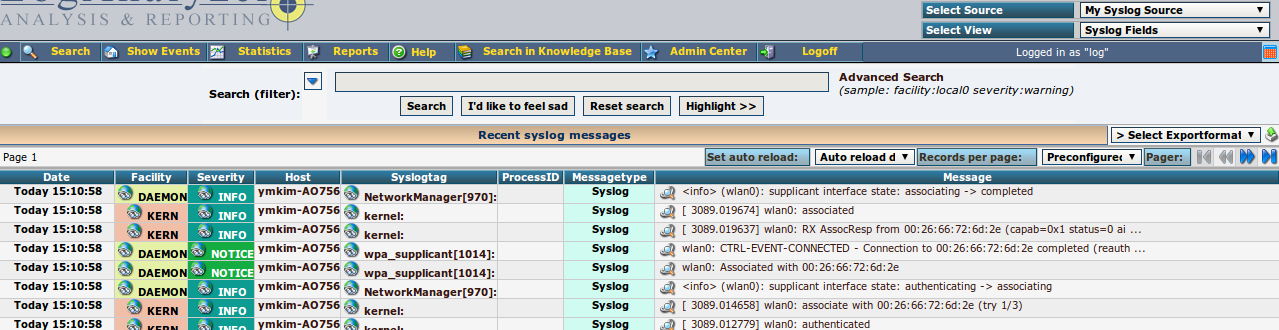 ANALYSIS & REPORTING
Select Source My Syslog Source
Select View Syslog Fields
Search Show Events Statistics Reports Help Search in Knowledge Base Admin Center Logoff Logged in as "log"
Search (filter): Advanced Search
(sample: facility:local0 severity:warning)
Search I'd like to feel sad Reset search Highlight >>
Recent syslog messages > Select Exportformat
Page 1 Set auto reload: Auto reload d Records per page: Preconfigured Pager:
Date Facility Severity Host Syslogtag ProcessID Messagetype Message
Today 15:10:58 DAEMON INFO ymkim-AO756 NetworkManager[970]: Syslog <info> (wlan0): supplicant interface state: associating -> completed
Today 15:10:58 KERN INFO ymkim-AO756 kernel: Syslog [ 3089.019674] wlan0: associated
Today 15:10:58 KERN INFO ymkim-AO756 kernel: Syslog [ 3089.019637] wlan0: RX AssocResp from 00:26:66:72:6d:2e (capab=0x1 status=0 ai ...
Today 15:10:58 DAEMON NOTICE ymkim-AO756 wpa_supplicant[1014]: Syslog wlan0: CTRL-EVENT-CONNECTED - Connection to 00:26:66:72:6d:2e completed (reauth ...
Today 15:10:58 DAEMON NOTICE ymkim-AO756 wpa_supplicant[1014]: Syslog wlan0: Associated with 00:26:66:72:6d:2e
Today 15:10:58 DAEMON INFO ymkim-AO756 NetworkManager[970]: Syslog <info> (wlan0): supplicant interface state: authenticating -> associating
Today 15:10:58 KERN INFO ymkim-AO756 kernel: Syslog [ 3089.014658] wlan0: associate with 00:26:66:72:6d:2e (try 1/3)
Today 15:10:58 KERN INFO ymkim-AO756 kernel: Syslog [ 3089.012779] wlan0: authenticated